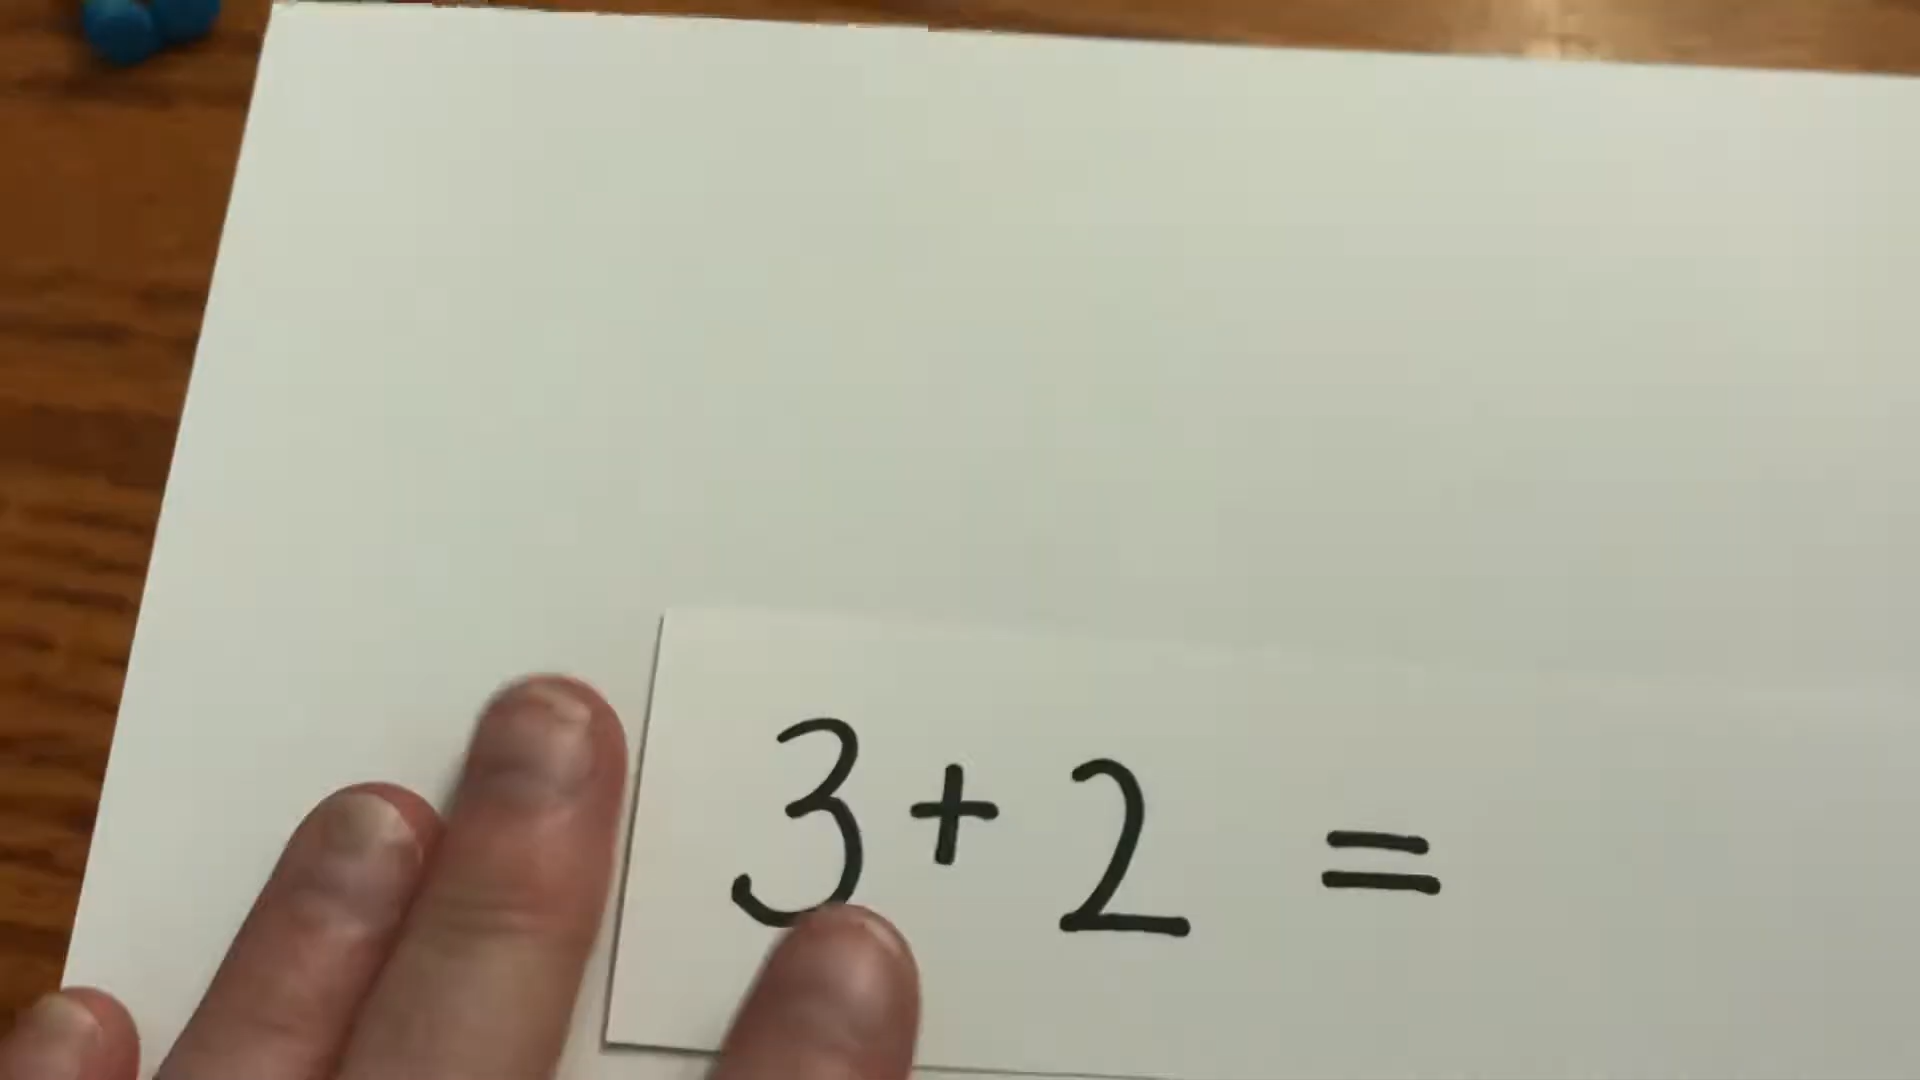 3 + 2 =